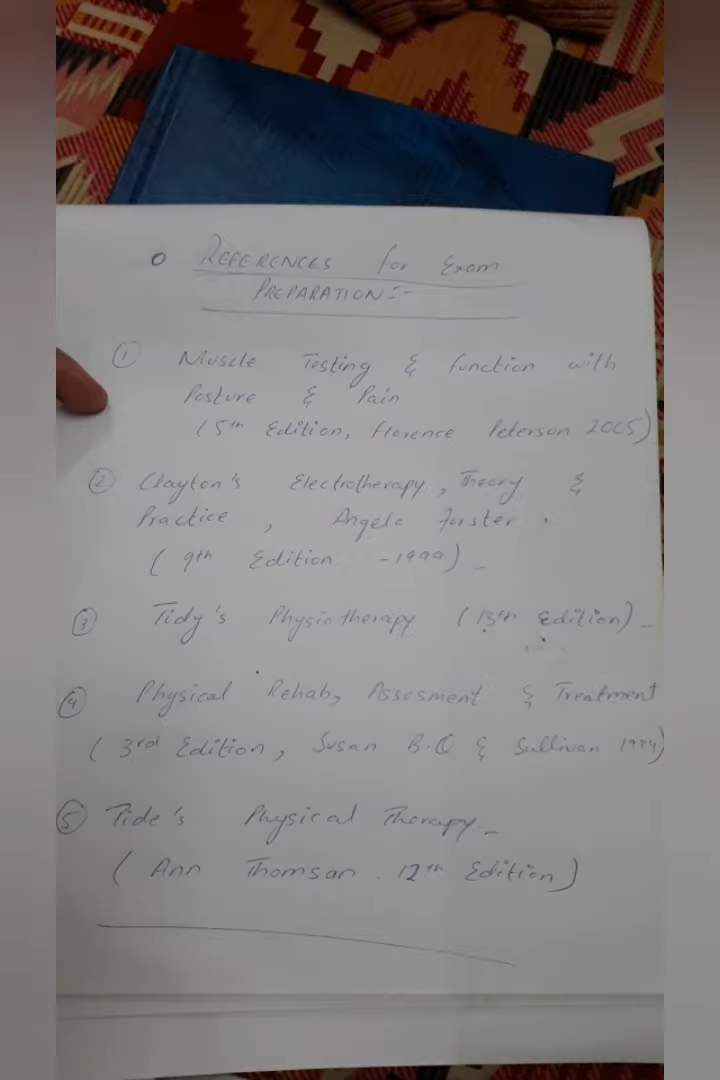 REFERENCES for Exam
PREPARATION:-
① Muscle Testing & function with
Posture & Pain
(5th Edition, Florence Peterson 2005)
② Clayton's Electrotherapy, Theory &
Practice, Angela Forster.
(9th Edition - 1999).
③ Tidy's Physiotherapy (13th Edition).
④ Physical Rehab, Assesment & Treatment
(3rd Edition, Susan B.O & Sullivan 1994)
⑤ Tide's Physical Therapy.
(Ann Thomsan. 12th Edition)